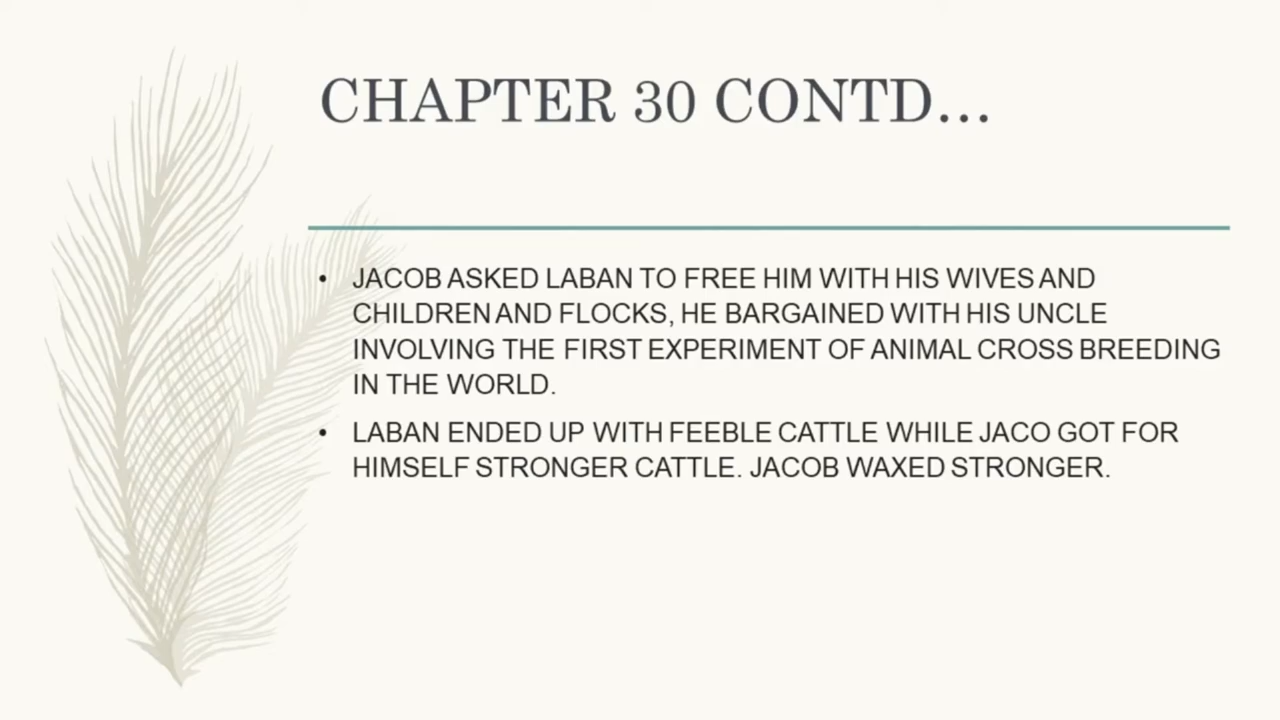 CHAPTER 30 CONTD...
• JACOB ASKED LABAN TO FREE HIM WITH HIS WIVES AND
CHILDREN AND FLOCKS, HE BARGAINED WITH HIS UNCLE
INVOLVING THE FIRST EXPERIMENT OF ANIMAL CROSS BREEDING
IN THE WORLD.
• LABAN ENDED UP WITH FEEBLE CATTLE WHILE JACO GOT FOR
HIMSELF STRONGER CATTLE. JACOB WAXED STRONGER.